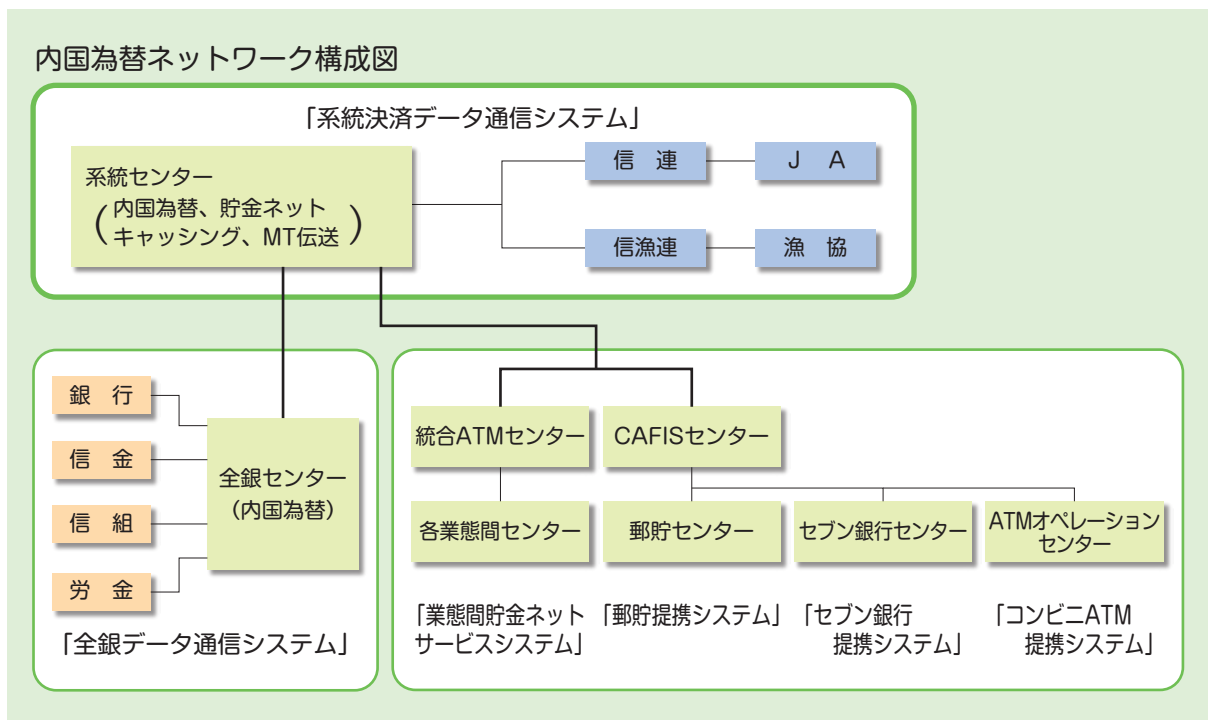 内国為替ネットワーク構成図
「系統決済データ通信システム」
系統センター
(内国為替、貯金ネット
キャッシング、MT伝送)
信 連
J A
信漁連
漁 協
銀 行
信 金
信 組
労 金
全銀センター
(内国為替)
「全銀データ通信システム」
統合ATMセンター
CAFISセンター
各業態間センター
郵貯センター
セブン銀行センター
ATMオペレーション
センター
「業態間貯金ネット
サービスシステム」
「郵貯提携システム」
「セブン銀行
提携システム」
「コンビニATM
提携システム」